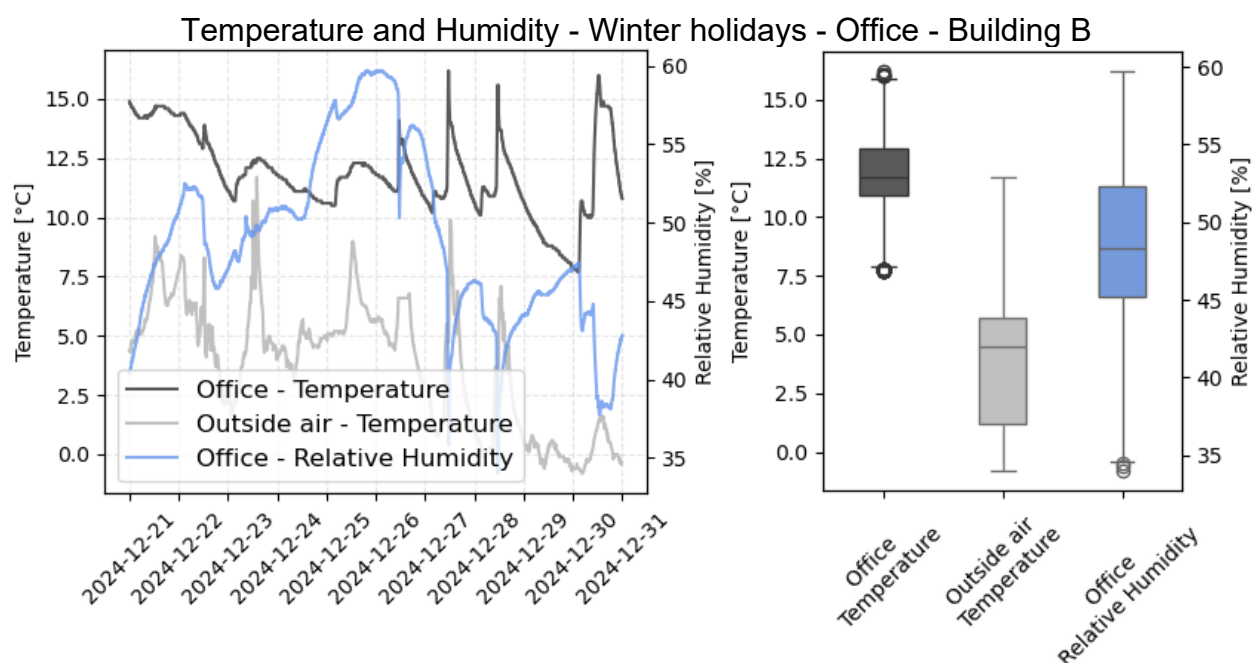 Temperature and Humidity - Winter holidays - Office - Building B
Temperature [°C]
15.0
12.5
10.0
7.5
5.0
2.5
0.0
60
55
50
45
40
35
Relative Humidity [%]
Office - Temperature
Outside air - Temperature
Office - Relative Humidity
2024-12-21
2024-12-22
2024-12-23
2024-12-24
2024-12-25
2024-12-26
2024-12-27
2024-12-28
2024-12-29
2024-12-30
2024-12-31
Temperature [°C]
15.0
12.5
10.0
7.5
5.0
2.5
0.0
60
55
50
45
40
35
Relative Humidity [%]
Office
Temperature
Outside air
Temperature
Office
Relative Humidity